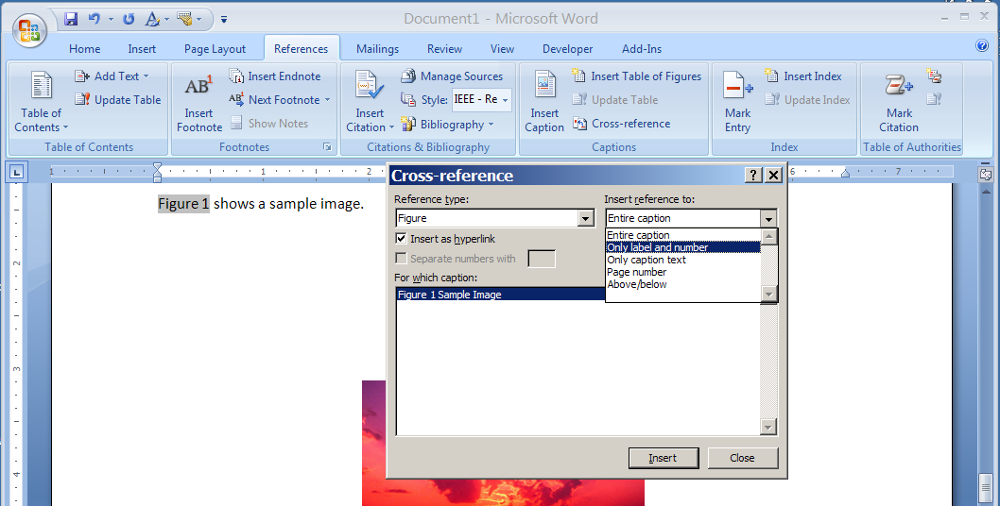 Document1 - Microsoft Word
Home Insert Page Layout References Mailings Review View Developer Add-Ins
Table of Contents
Add Text
Update Table
Table of Contents
AB1
Insert Footnote
Insert Endnote
AB1 Next Footnote
Show Notes
Footnotes
Insert Citation
Manage Sources
Style: IEEE - Re
Bibliography
Citations & Bibliography
Insert Caption
Insert Table of Figures
Update Table
Cross-reference
Captions
Mark Entry
Insert Index
Update Index
Index
Mark Citation
Table of Authorities
L
1 1 2 6 7
2
3
4
Figure 1 shows a sample image.
Cross-reference ?
Reference type:
Figure
Insert as hyperlink
Separate numbers with
For which caption:
Figure 1 Sample Image
Insert reference to:
Entire caption
Entire caption
Only label and number
Only caption text
Page number
Above/below
Insert Close